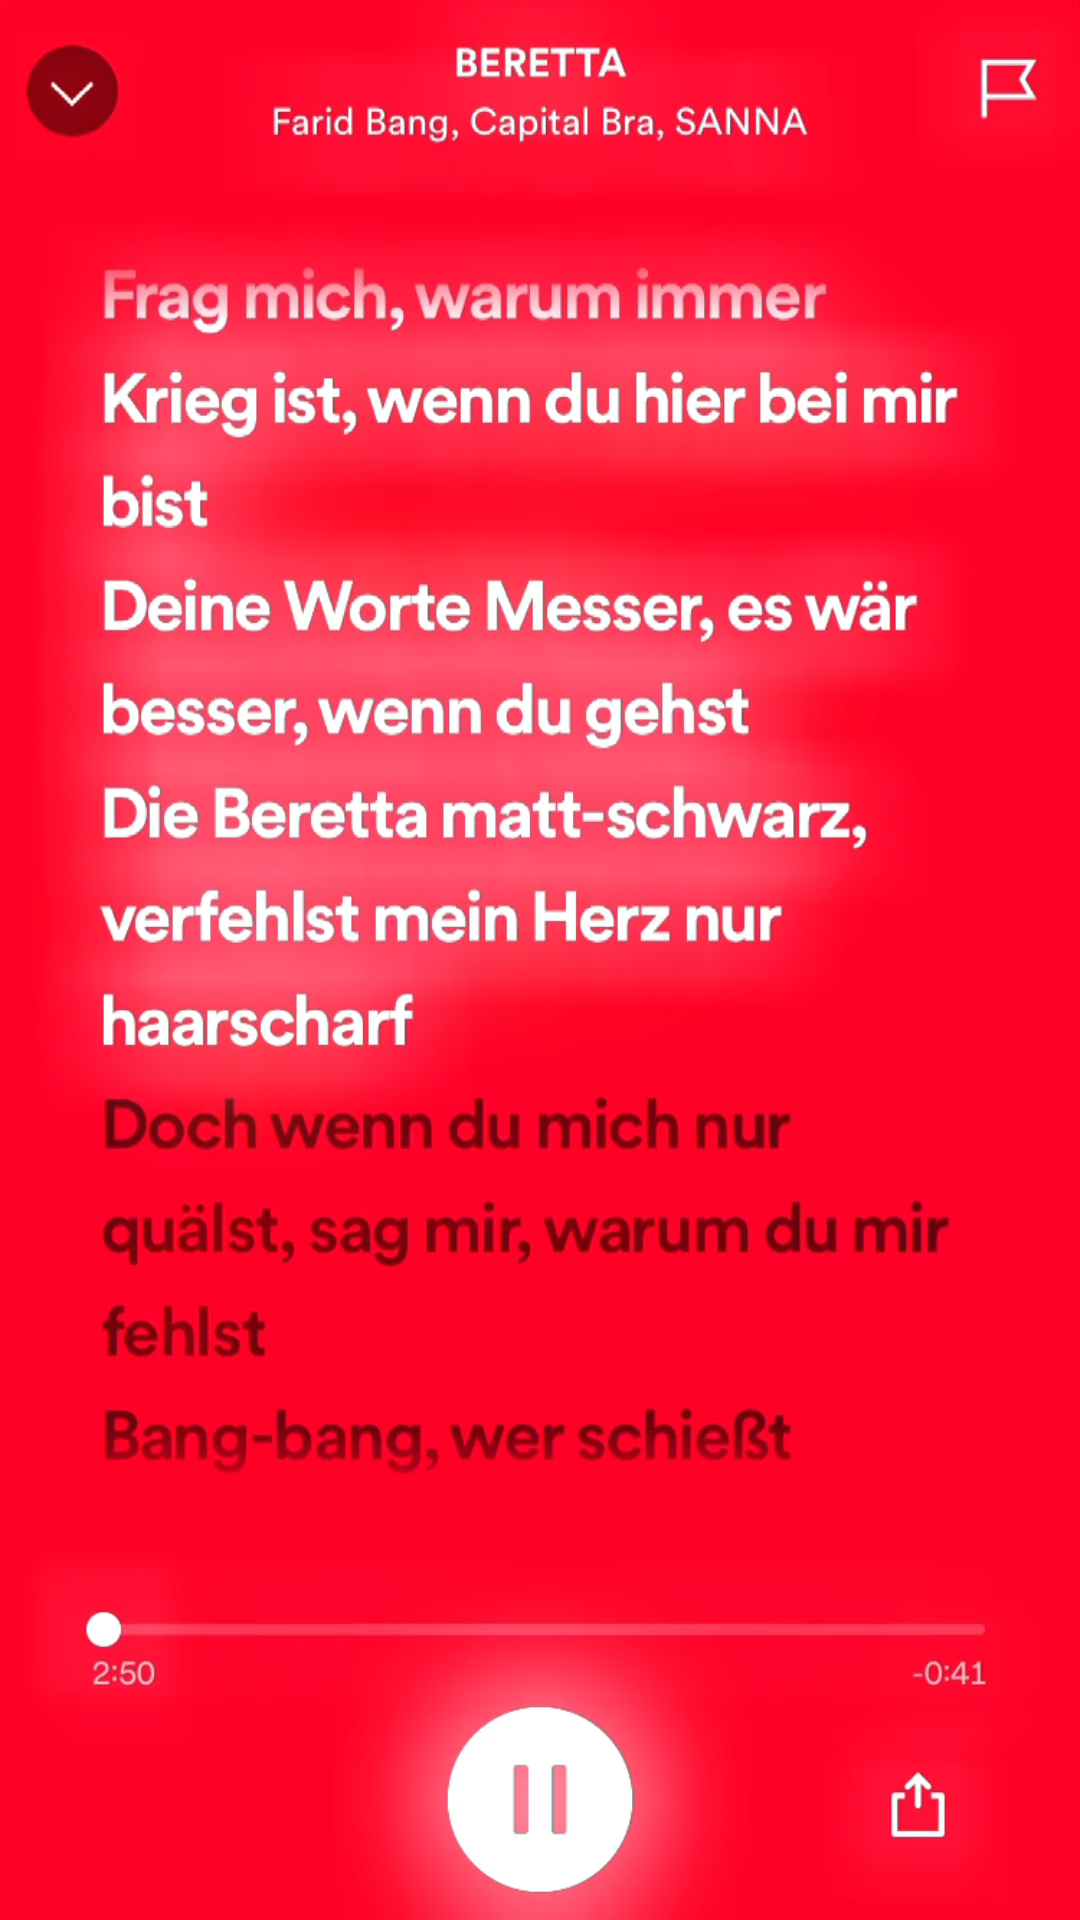 BERETTA
Farid Bang, Capital Bra, SANNA
Frag mich, warum immer
Krieg ist, wenn du hier bei mir
bist
Deine Worte Messer, es wär
besser, wenn du gehst
Die Beretta matt-schwarz,
verfehlst mein Herz nur
haarscharf
Doch wenn du mich nur
quälst, sag mir, warum du mir
fehlst
Bang-bang, wer schießt
2:50
-0:41